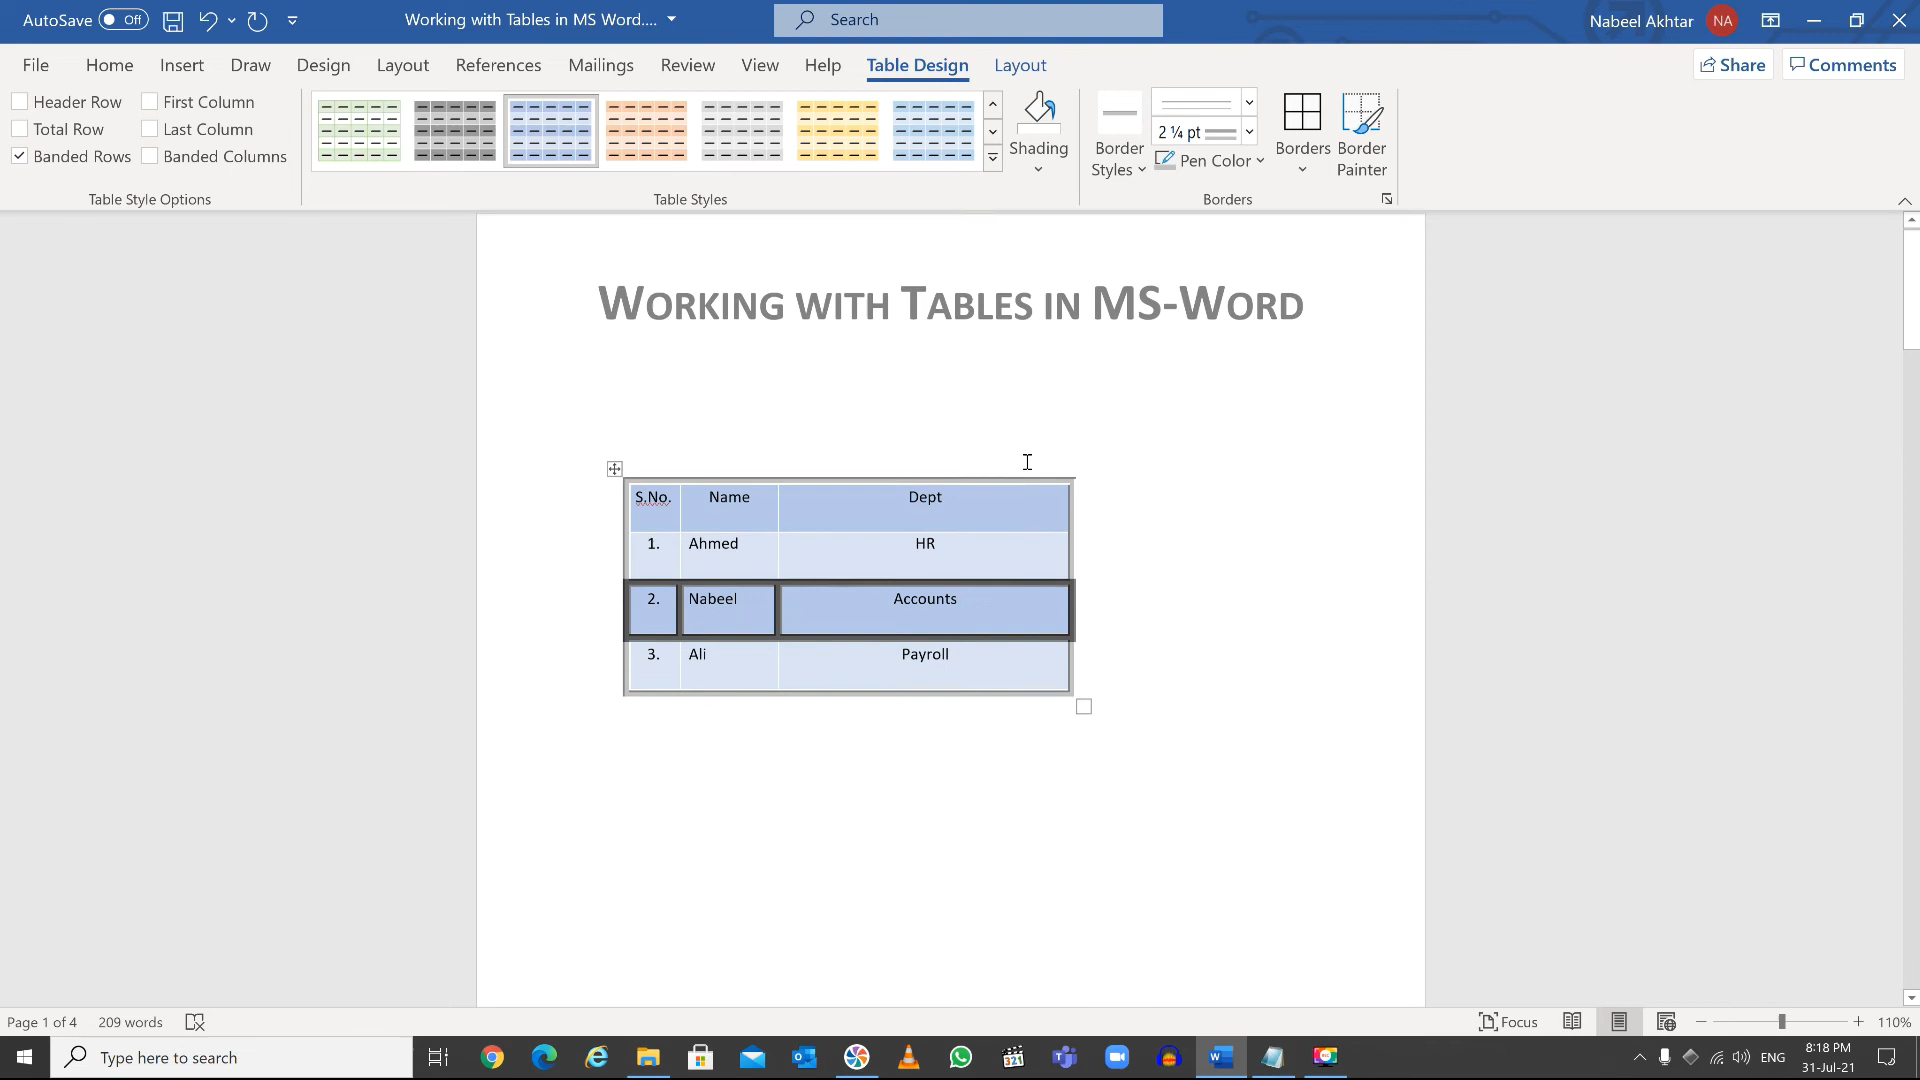 AutoSave Off Working with Tables in MS Word.... Search Nabeel Akhtar NA
File Home Insert Draw Design Layout References Mailings Review View Help Table Design Layout Share Comments
Header Row First Column
Total Row Last Column
Banded Rows Banded Columns
Table Style Options
Table Styles
Shading
Border Styles
2 ¼ pt
Pen Color
Borders
Border Painter
Borders
WORKING WITH TABLES IN MS-WORD
S.No. Name Dept
1. Ahmed HR
2. Nabeel Accounts
3. Ali Payroll
Page 1 of 4 209 words Focus 110%
Type here to search ENG 8:18 PM
31-Jul-21